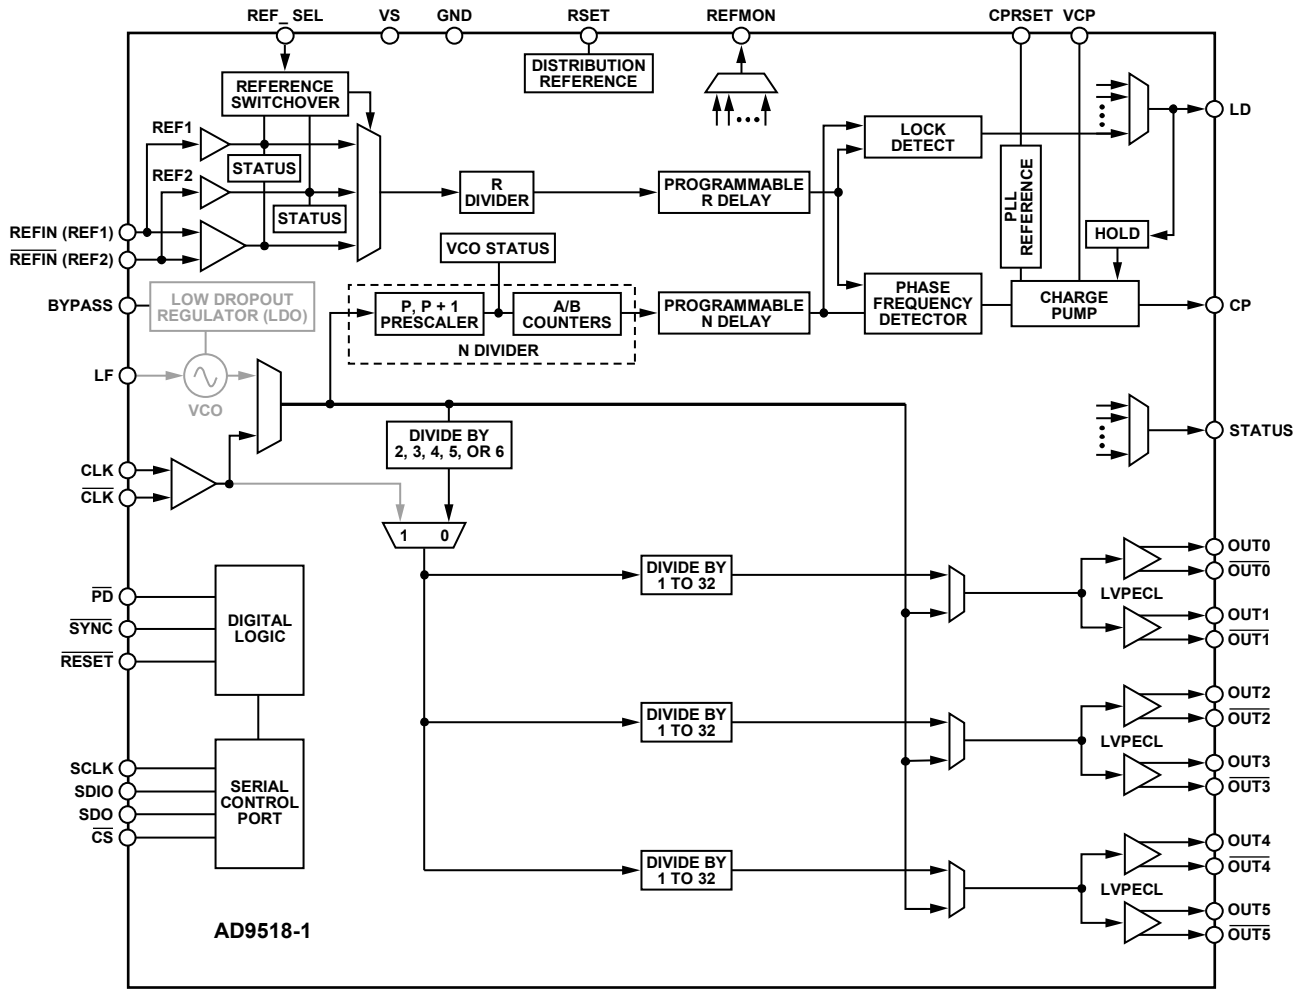 REF_ SEL
VS
GND
RSET
REFMON
CPRSET
VCP
DISTRIBUTION
REFERENCE
REFERENCE
SWITCHOVER
REF1
STATUS
REF2
STATUS
REFIN (REF1)
REFIN (REF2)
R
DIVIDER
PROGRAMMABLE
R DELAY
LOCK
DETECT
LD
PLL
REFERENCE
HOLD
VCO STATUS
BYPASS
LOW DROPOUT
REGULATOR (LDO)
P, P + 1
PRESCALER
A/B
COUNTERS
N DIVIDER
PROGRAMMABLE
N DELAY
PHASE
FREQUENCY
DETECTOR
CHARGE
PUMP
CP
LF
VCO
STATUS
DIVIDE BY
2, 3, 4, 5, OR 6
CLK
CLK
1 0
DIVIDE BY
1 TO 32
LVPECL
OUT0
OUT0
OUT1
OUT1
PD
SYNC
RESET
DIGITAL
LOGIC
DIVIDE BY
1 TO 32
LVPECL
OUT2
OUT2
OUT3
OUT3
SCLK
SDIO
SDO
CS
SERIAL
CONTROL
PORT
DIVIDE BY
1 TO 32
LVPECL
OUT4
OUT4
OUT5
OUT5
AD9518-1